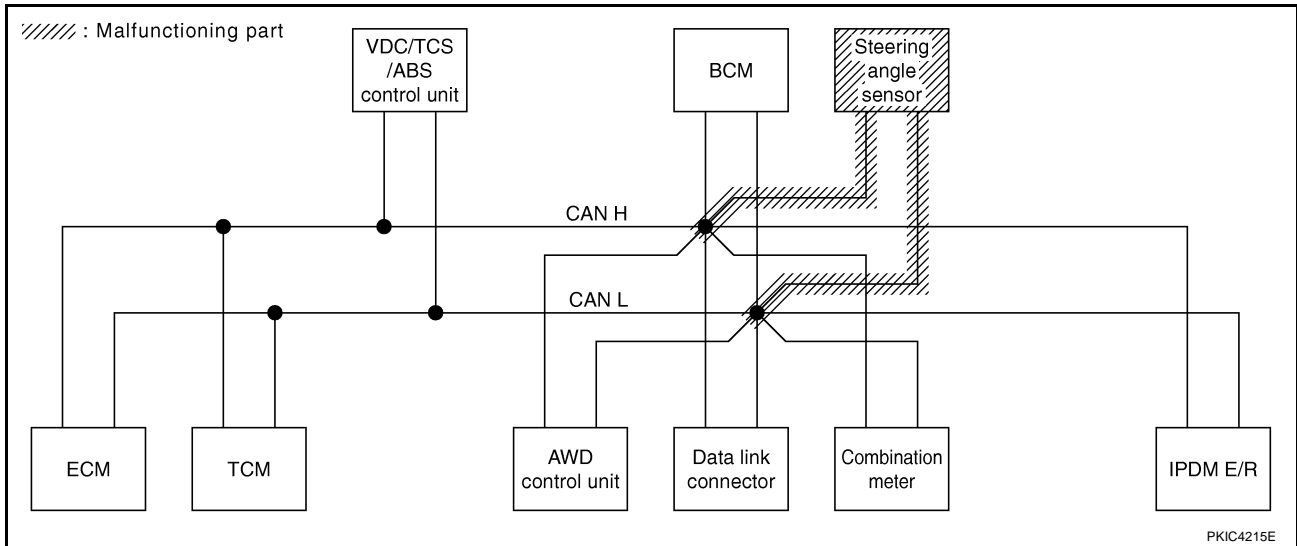 : Malfunctioning part
VDC/TCS
/ABS
control unit
BCM
Steering
angle
sensor
CAN H
CAN L
ECM
TCM
AWD
control unit
Data link
connector
Combination
meter
IPDM E/R
PKIC4215E